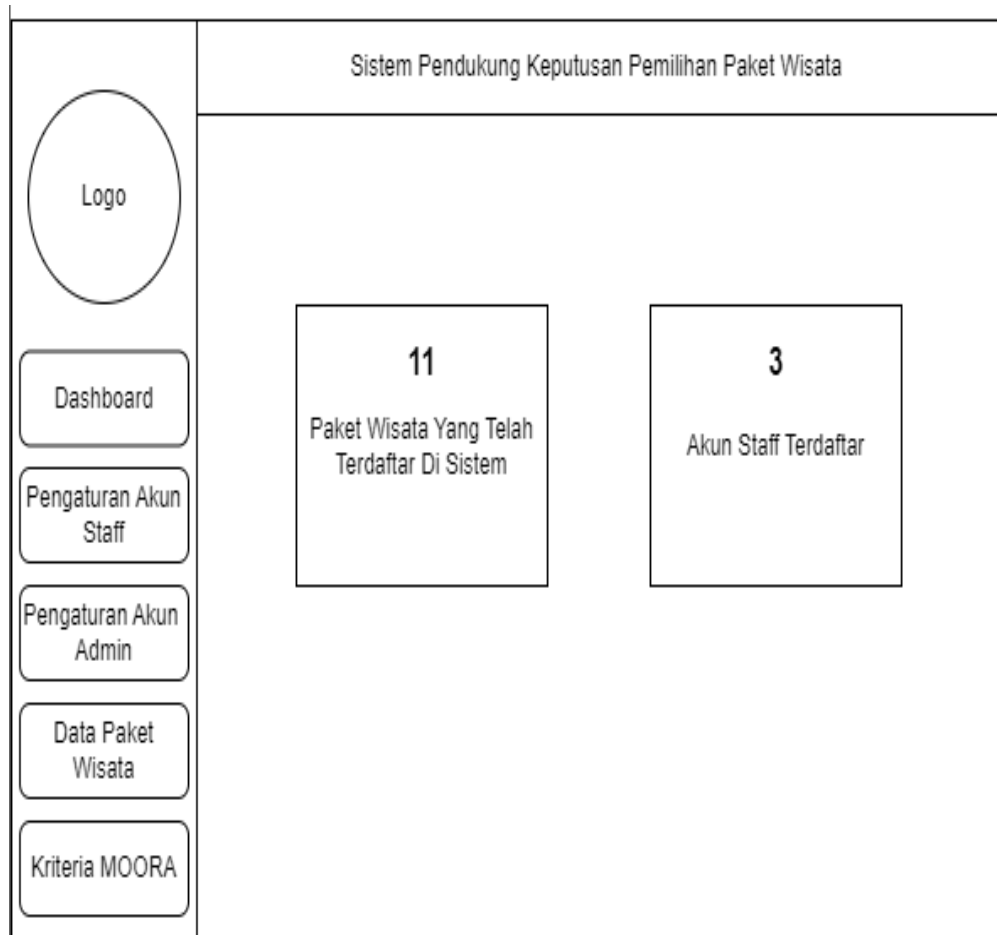 Sistem Pendukung Keputusan Pemilihan Paket Wisata
Logo
Dashboard
Pengaturan Akun
Staff
Pengaturan Akun
Admin
Data Paket
Wisata
Kriteria MOORA
11
Paket Wisata Yang Telah
Terdaftar Di Sistem
3
Akun Staff Terdaftar